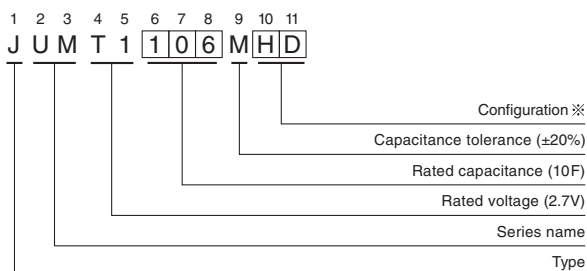 1 2 3 4 5 6 7 8 9 10 11
J U M T 1 1 0 6 M H D
Configuration ※
Capacitance tolerance (±20%)
Rated capacitance (10F)
Rated voltage (2.7V)
Series name
Type